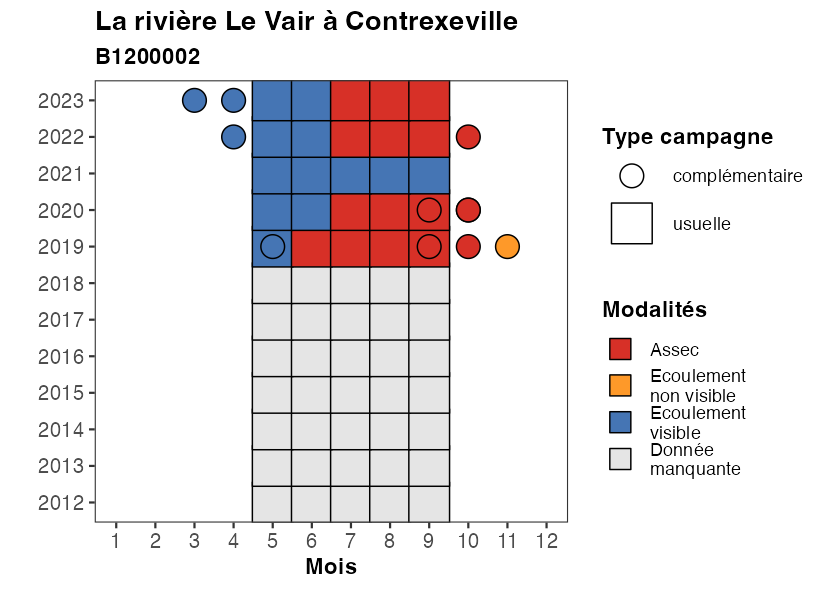 La rivière Le Vair à Contrexeville
B1200002
2023
2022
2021
2020
2019
2018
2017
2016
2015
2014
2013
2012
1 2 3 4 5 6 7 8 9 10 11 12
Mois
Type campagne
complémentaire
usuelle
Modalités
Assec
Ecoulement
non visible
Ecoulement
visible
Donnée
manquante